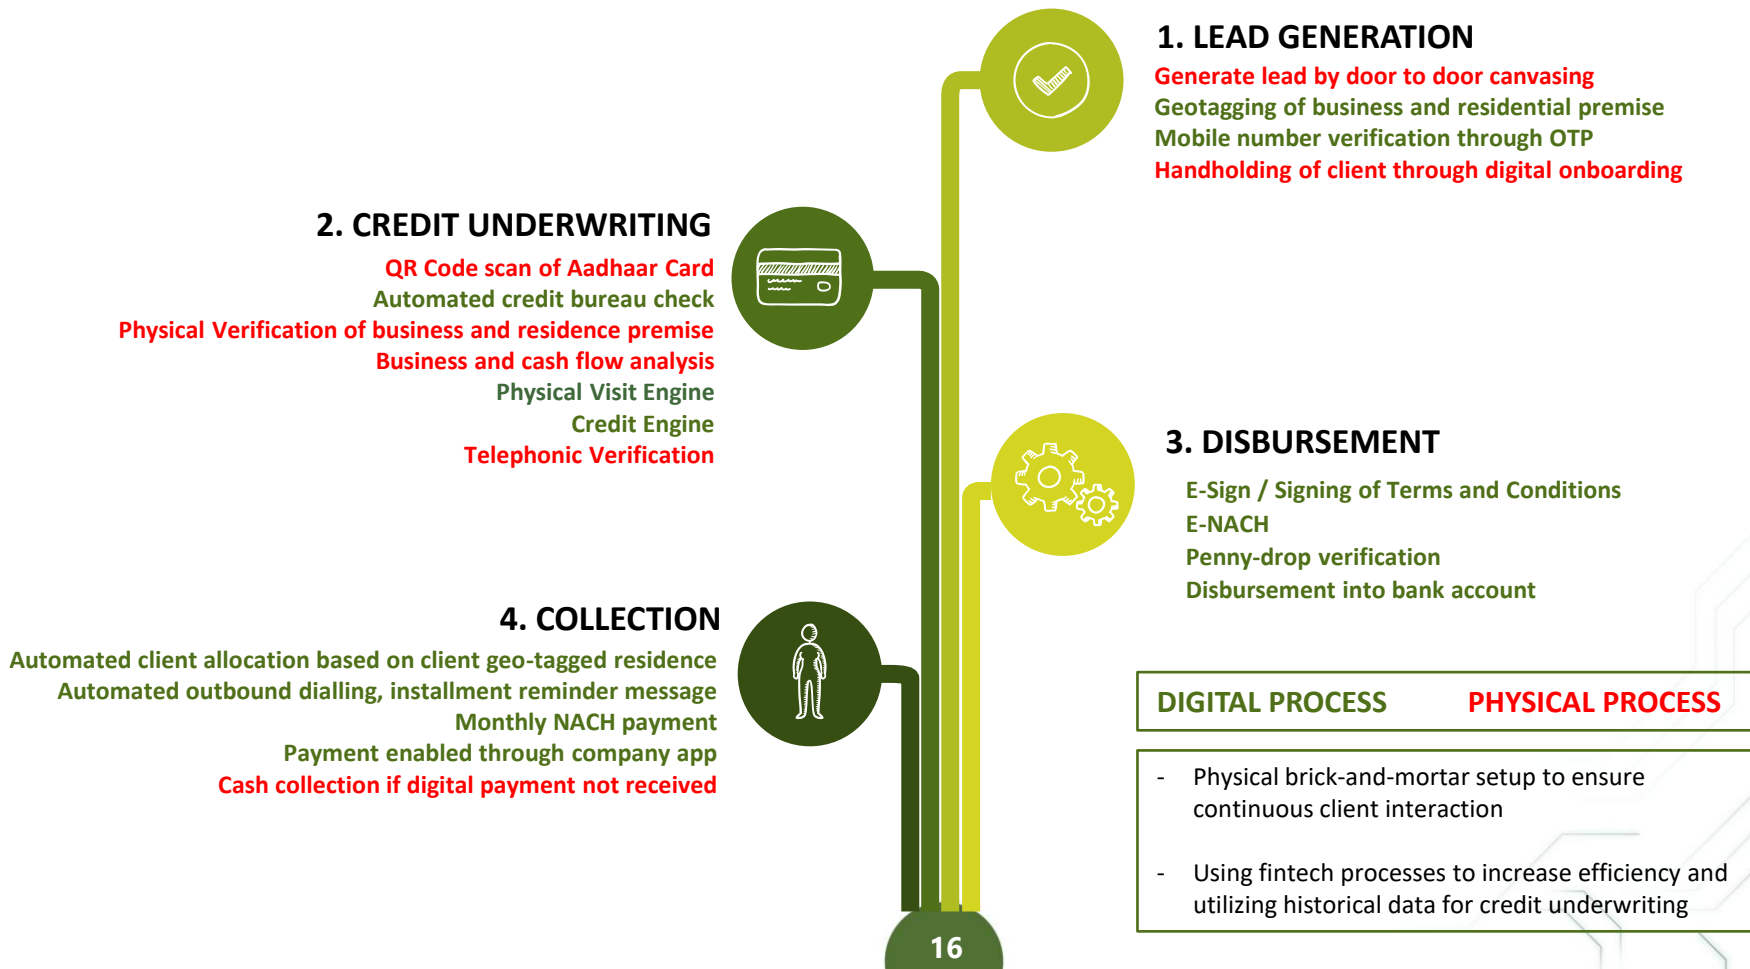 1. LEAD GENERATION
Generate lead by door to door canvasing
Geotagging of business and residential premise
Mobile number verification through OTP
Handholding of client through digital onboarding
2. CREDIT UNDERWRITING
QR Code scan of Aadhaar Card
Automated credit bureau check
Physical Verification of business and residence premise
Business and cash flow analysis
Physical Visit Engine
Credit Engine
Telephonic Verification
3. DISBURSEMENT
E-Sign / Signing of Terms and Conditions
E-NACH
Penny-drop verification
Disbursement into bank account
4. COLLECTION
Automated client allocation based on client geo-tagged residence
Automated outbound dialling, installment reminder message
Monthly NACH payment
Payment enabled through company app
Cash collection if digital payment not received
DIGITAL PROCESS PHYSICAL PROCESS
- Physical brick-and-mortar setup to ensure
continuous client interaction
- Using fintech processes to increase efficiency and
utilizing historical data for credit underwriting
16